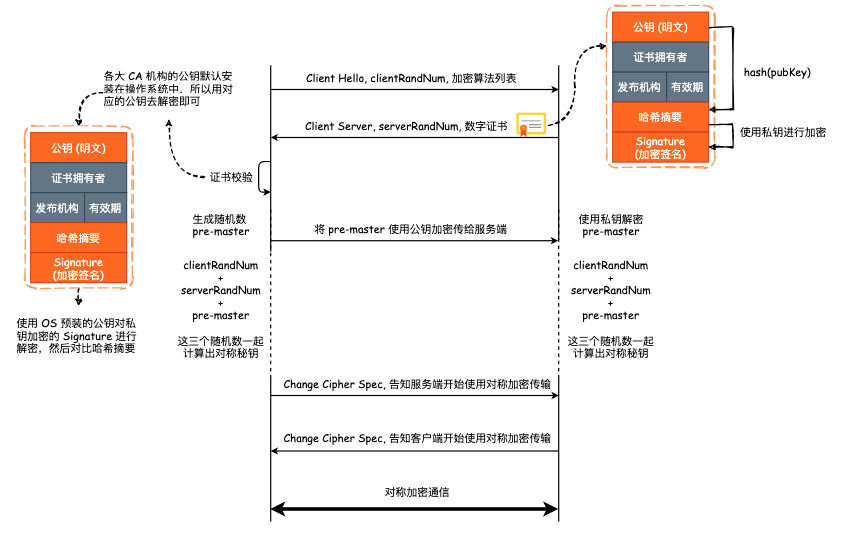 公钥 (明文)
证书拥有者
发布机构
有效期
哈希摘要
Signature
(加密签名)
hash(pubKey)
使用私钥进行加密
各大 CA 机构的公钥默认安
装在操作系统中．所以用对
应的公钥去解密即可
Client Hello, clientRandNum, 加密算法列表
Client Server, serverRandNum, 数字证书
公钥 (明文)
证书拥有者
发布机构
有效期
哈希摘要
Signature
(加密签名)
使用 OS 预装的公钥对私
钥加密的 Signature 进行
解密，然后对比哈希摘要
证书校验
生成随机数
pre-master
将 pre-master 使用公钥加密传给服务端
使用私钥解密
pre-master
clientRandNum
+
serverRandNum
+
pre-master
这三个随机数一起
计算出对称秘钥
clientRandNum
+
serverRandNum
+
pre-master
这三个随机数一起
计算出对称秘钥
Change Cipher Spec, 告知服务端开始使用对称加密传输
Change Cipher Spec, 告知客户端开始使用对称加密传输
对称加密通信